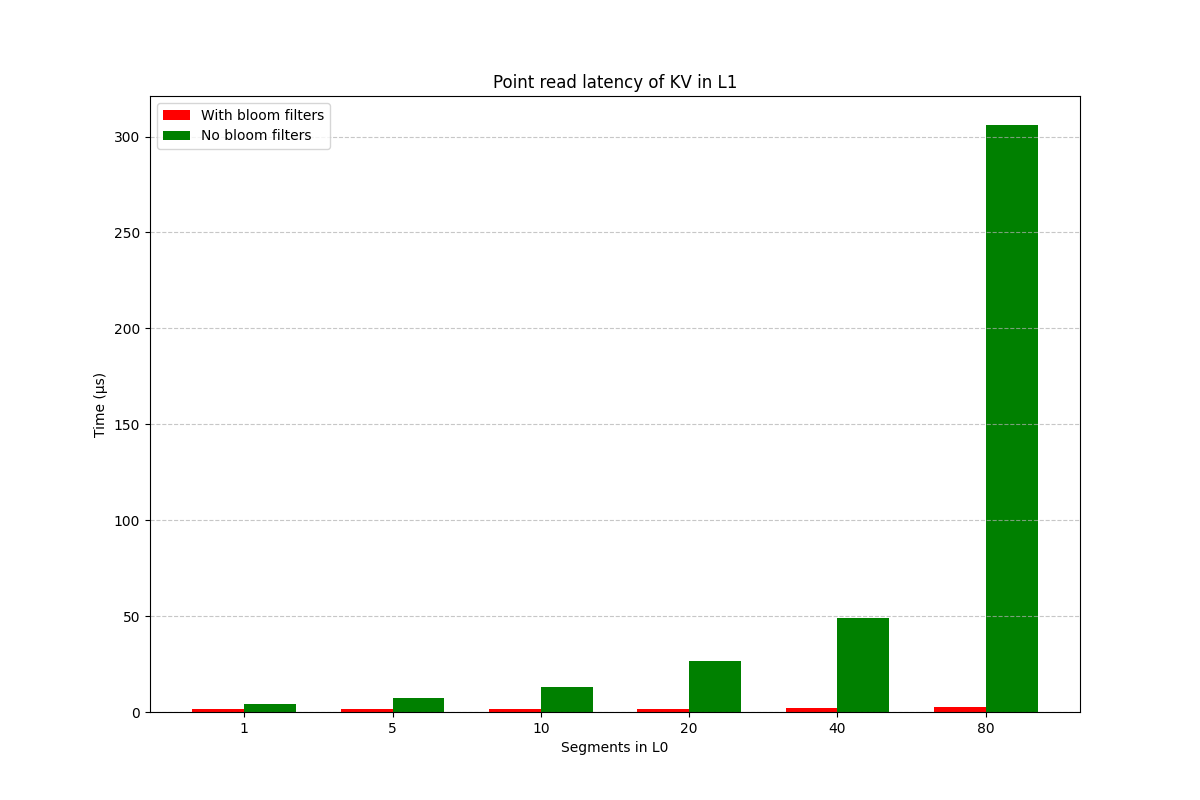 Point read latency of KV in L1
With bloom filters
No bloom filters
300
250
200
150
100
50
0
Time (µs)
1 5 10 20 40 80
Segments in L0